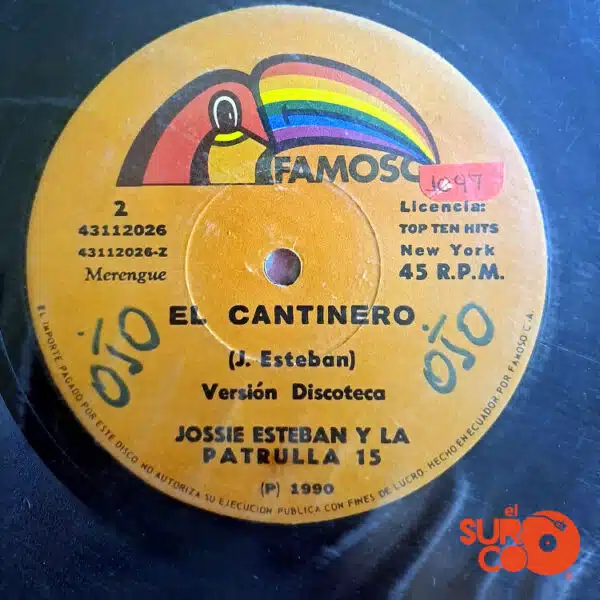 FAMOSO
1097
2
43112026
43112026-Z
Merengue
Licencia:
TOP TEN HITS
New York
45 R.P.M.
EL CANTINERO
OJO
OJO
(J. Esteban)
Versión Discoteca
JOSSIE ESTEBAN Y LA
PATRULLA 15
(P) 1990
EL IMPORTE PAGADO POR ESTE DISCO NO AUTORIZA SU EJECUCION PUBLICA CON FINES DE LUCRO. HECHO EN ECUADOR POR FAMOSO C.A.
el
SURCO